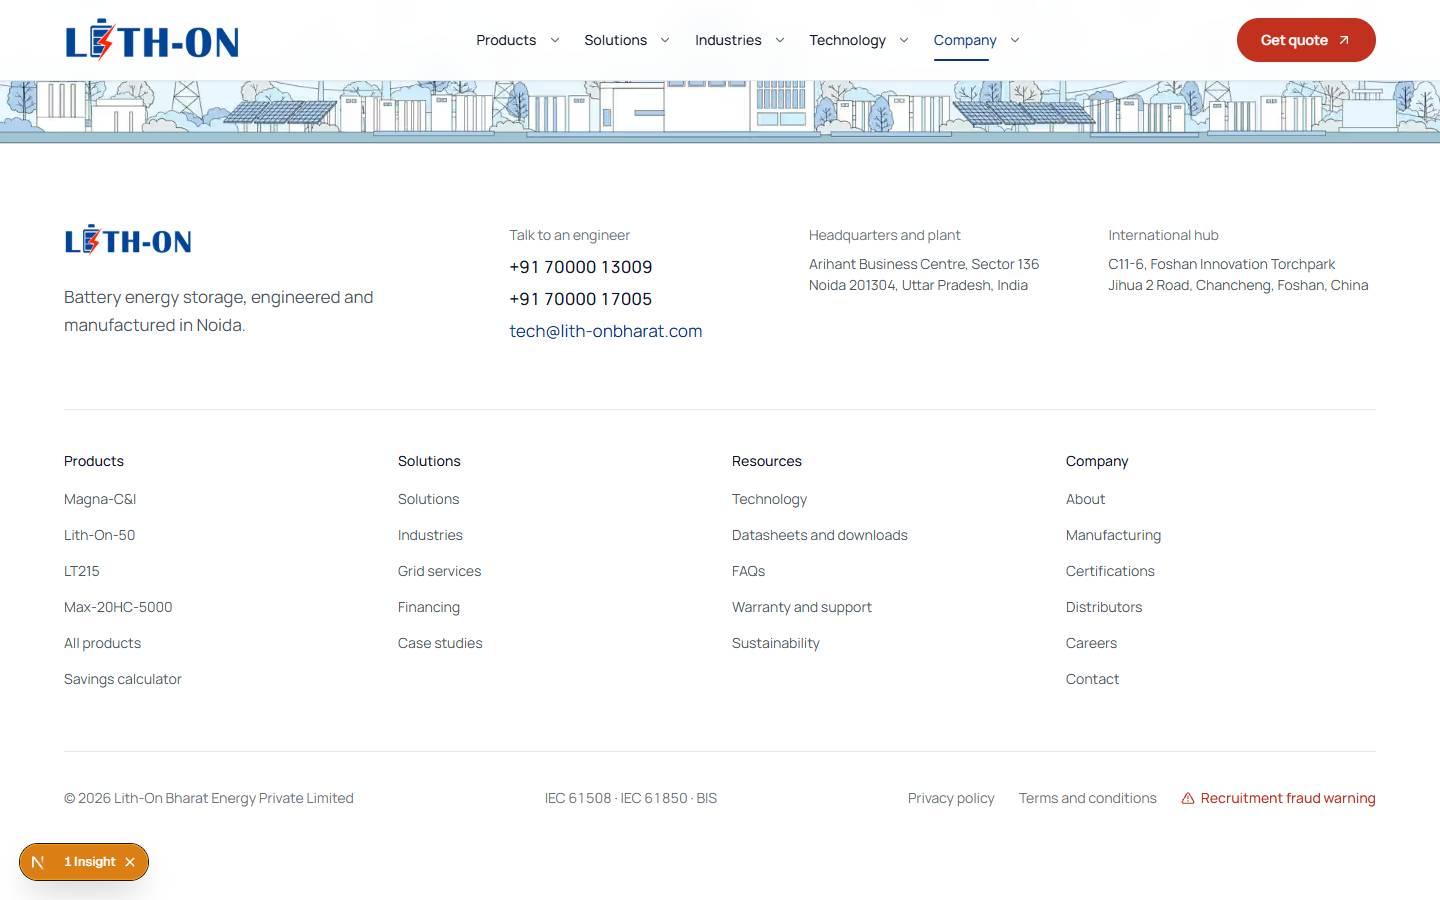 LITH-ON
Products
Solutions
Industries
Technology
Company
Get quote
LITH-ON
Battery energy storage, engineered and
manufactured in Noida.
Talk to an engineer
+91 70000 13009
+91 70000 17005
tech@lith-onbharat.com
Headquarters and plant
Arihant Business Centre, Sector 136
Noida 201304, Uttar Pradesh, India
International hub
C11-6, Foshan Innovation Torchpark
Jihua 2 Road, Chancheng, Foshan, China
Products
Magna-C&I
Lith-On-50
LT215
Max-20HC-5000
All products
Savings calculator
Solutions
Solutions
Industries
Grid services
Financing
Case studies
Resources
Technology
Datasheets and downloads
FAQs
Warranty and support
Sustainability
Company
About
Manufacturing
Certifications
Distributors
Careers
Contact
© 2026 Lith-On Bharat Energy Private Limited
IEC 61508 · IEC 61850 · BIS
Privacy policy
Terms and conditions
Recruitment fraud warning
N
1 Insight